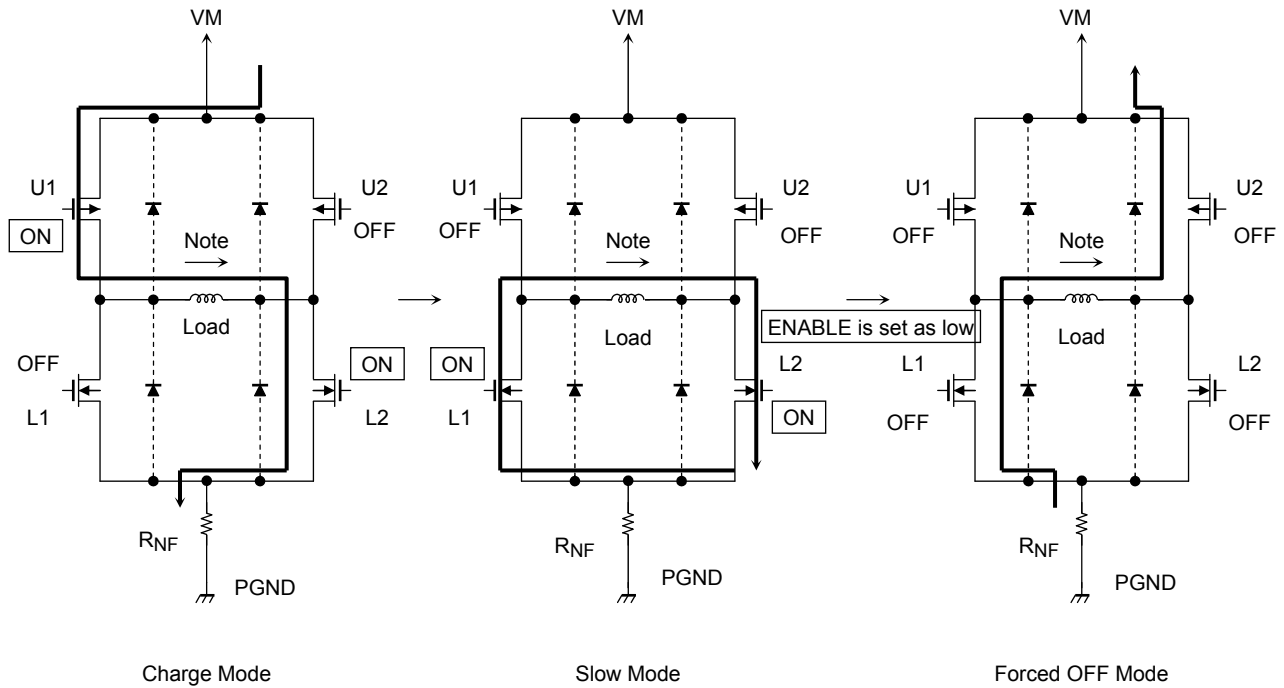 VM
U1
ON
U2
OFF
Note
Load
OFF
L1
ON
L2
RNF
PGND
Charge Mode
VM
U1
OFF
U2
OFF
Note
Load
ON
L1
L2
ON
RNF
PGND
Slow Mode
ENABLE is set as low
VM
U1
OFF
U2
OFF
Note
Load
L1
OFF
L2
OFF
RNF
PGND
Forced OFF Mode